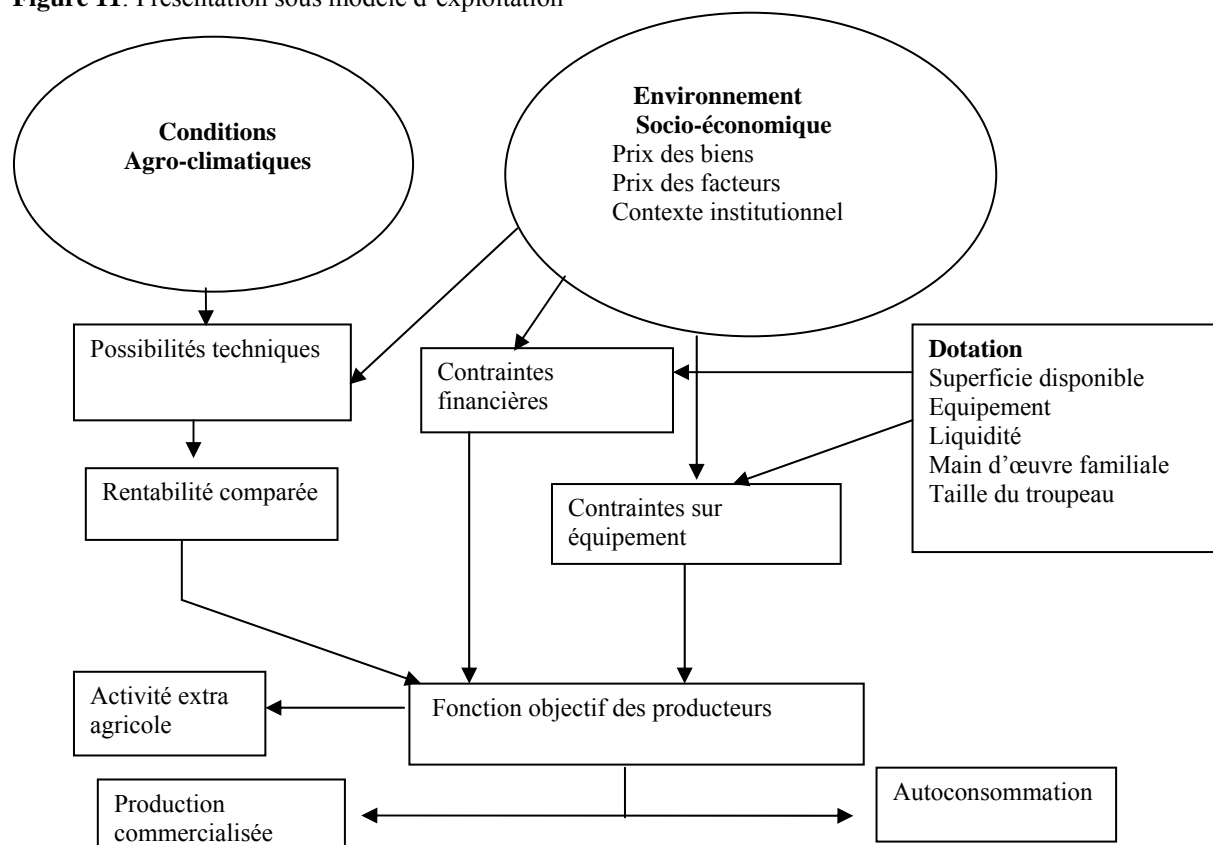 Figure 11. Présentation sous modèle d'exploitation
Conditions
Agro-climatiques
Environnement
Socio-économique
Prix des biens
Prix des facteurs
Contexte institutionnel
Possibilités techniques
Contraintes
financières
Dotation
Superficie disponible
Equipement
Liquidité
Main d'œuvre familiale
Taille du troupeau
Rentabilité comparée
Contraintes sur
équipement
Activité extra
agricole
Fonction objectif des producteurs
Production
commercialisée
Autoconsommation